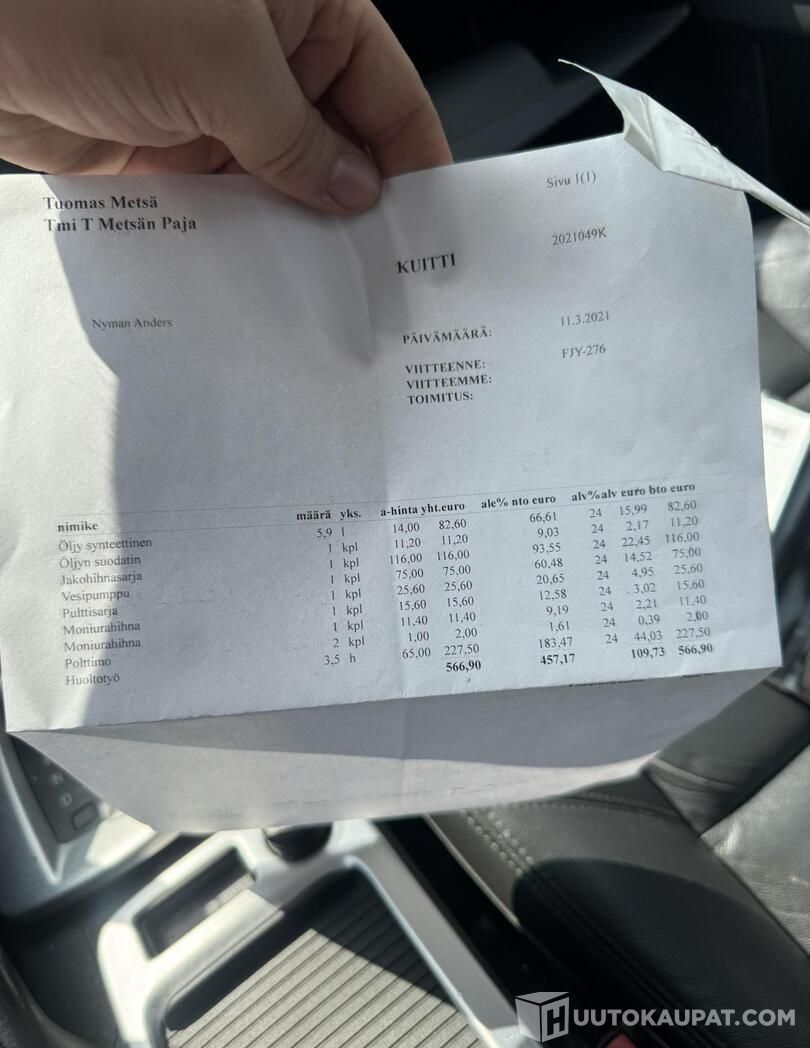 Tuomas Metsä
Tmi T Metsän Paja
Sivu 1(1)
KUITTI
2021049K
Nyman Anders
PÄIVÄMÄÄRÄ: 11.3.2021
VIITTEENNE: FJY-276
VIITTEEMME:
TOIMITUS:
nimike määrä yks. a-hinta yht.euro ale% nto euro alv% alv euro bto euro
Öljy synteettinen 5,9 l 14,00 82,60 66,61 24 15,99 82,60
Öljyn suodatin 1 kpl 11,20 11,20 9,03 24 2,17 11,20
Jakohihnasarja 1 kpl 116,00 116,00 93,55 24 22,45 116,00
Vesipumppu 1 kpl 75,00 75,00 60,48 24 14,52 75,00
Pulttisarja 1 kpl 25,60 25,60 20,65 24 4,95 25,60
Moniurahihna 1 kpl 15,60 15,60 12,58 24 3,02 15,60
Moniurahihna 1 kpl 11,40 11,40 9,19 24 2,21 11,40
Polttimo 2 kpl 1,00 2,00 1,61 24 0,39 2,00
Huoltotyö 3,5 h 65,00 227,50 183,47 24 44,03 227,50
566,90 457,17 109,73 566,90
N
D
HUUTOKAUPAT.COM